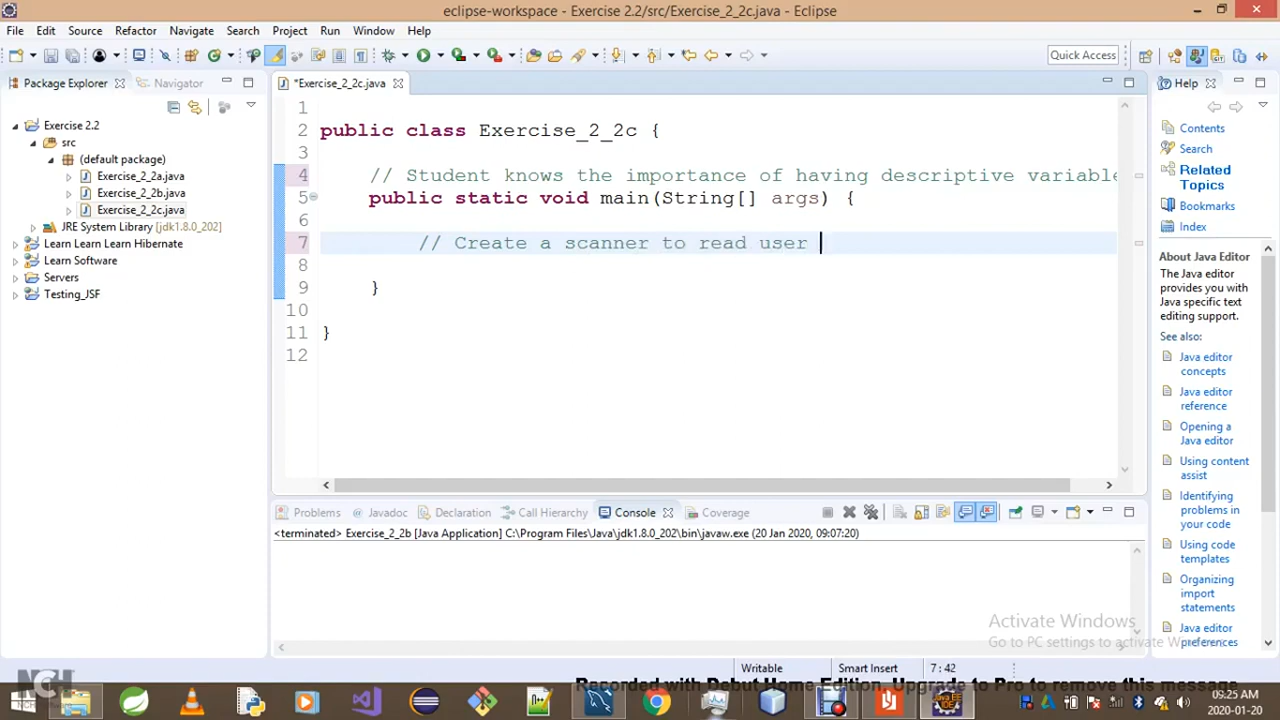 eclipse-workspace - Exercise 2.2/src/Exercise_2_2c.java - Eclipse
File Edit Source Refactor Navigate Search Project Run Window Help
Quick Access
Package Explorer
Navigator
*Exercise_2_2c.java
Help
Exercise 2.2
src
(default package)
Exercise_2_2a.java
Exercise_2_2b.java
Exercise_2_2c.java
JRE System Library [jdk1.8.0_202]
Learn Learn Learn Hibernate
Learn Software
Servers
Testing_JSF
1
2 public class Exercise_2_2c {
3
4 // Student knows the importance of having descriptive variable
5 public static void main(String[] args) {
6
7 // Create a scanner to read user
8
9 }
10
11 }
12
Contents
Search
Related Topics
Bookmarks
Index
About Java Editor
The Java editor
provides you with
Java specific text
editing support.
See also:
Java editor
concepts
Java editor
reference
Opening a
Java editor
Using content
assist
Identifying
problems in
your code
Using code
templates
Organizing
import
statements
Java editor
preferences
Problems Javadoc Declaration Call Hierarchy Console Coverage
<terminated> Exercise_2_2b [Java Application] C:\Program Files\Java\jdk1.8.0_202\bin\javaw.exe (20 Jan 2020, 09:07:20)
Activate Windows
Go to PC settings to activate Windows.
Writable Smart Insert 7 : 42
NCH
Recorded with Debut Home Edition. Upgrade to Pro to remove this message
09:25 AM
2020-01-20